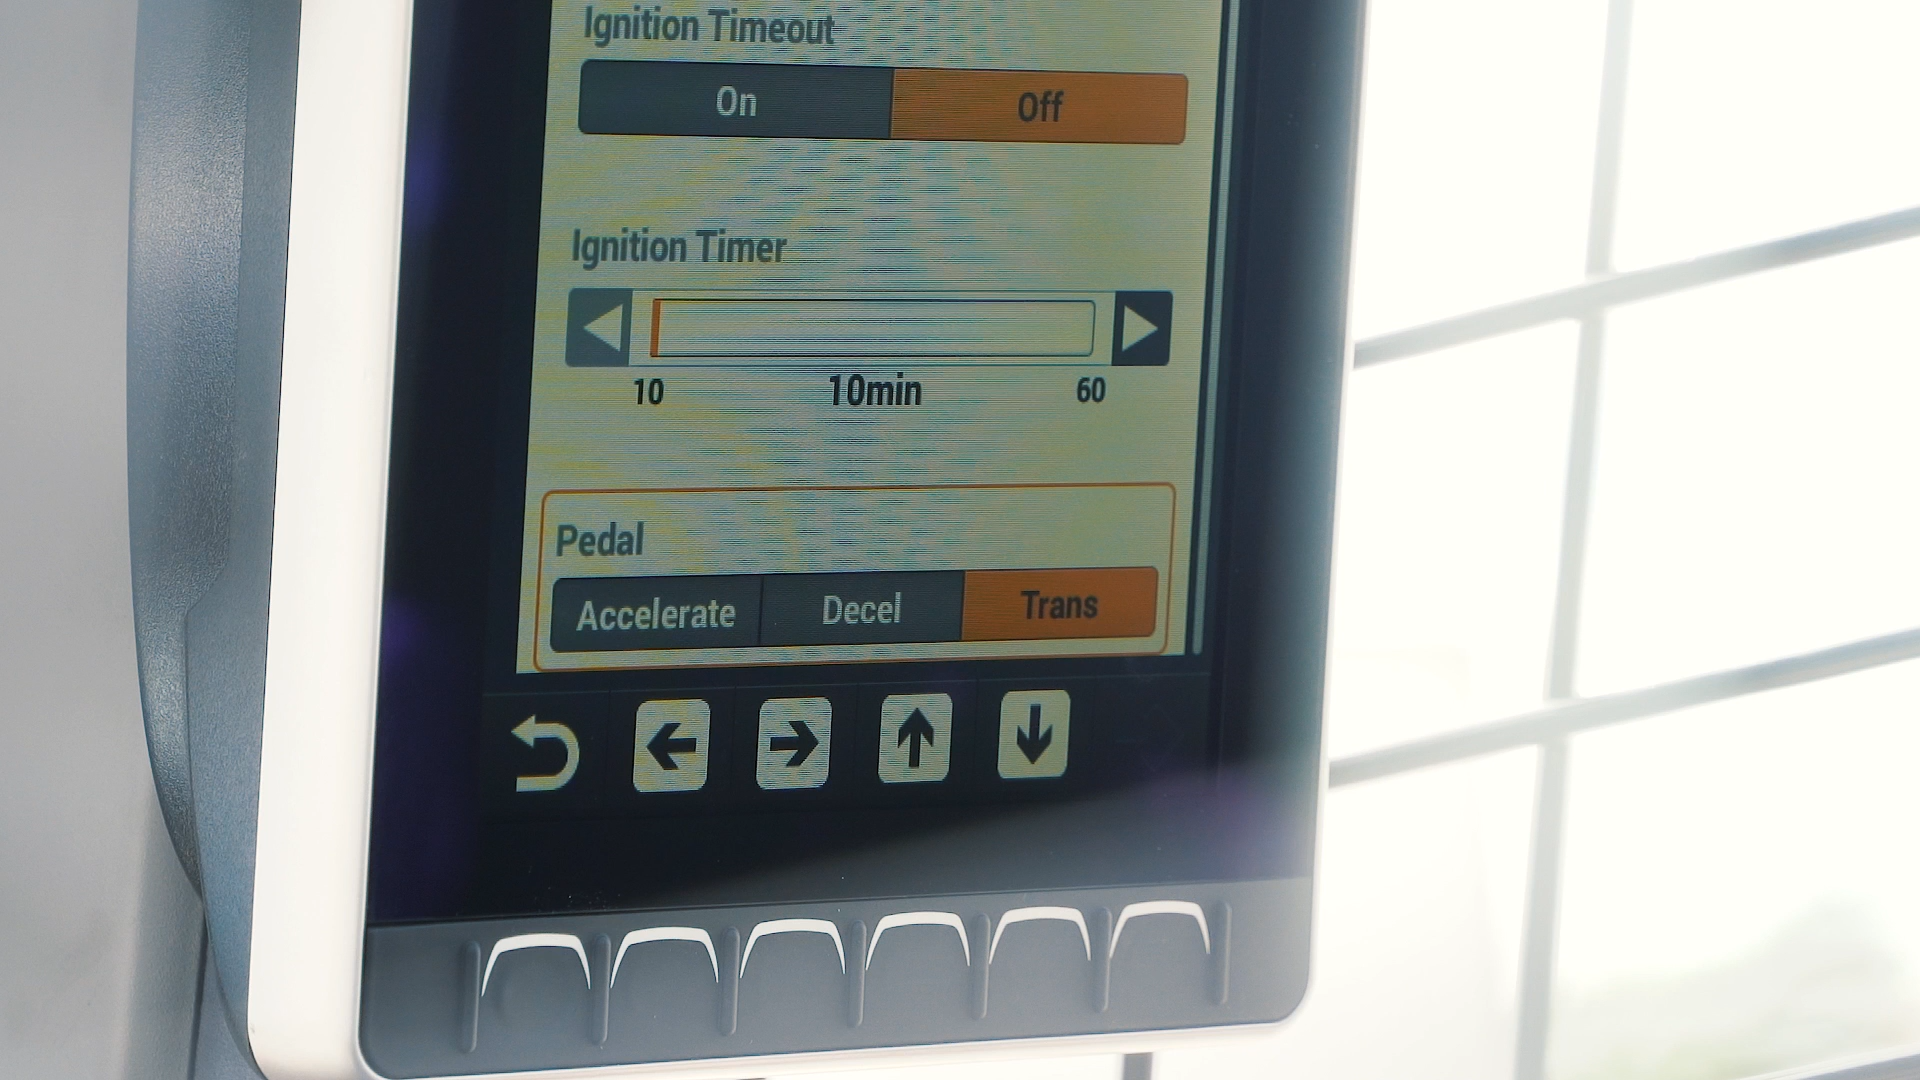 Ignition Timeout
On Off
Ignition Timer
10 10min 60
Pedal
Accelerate Decel Trans